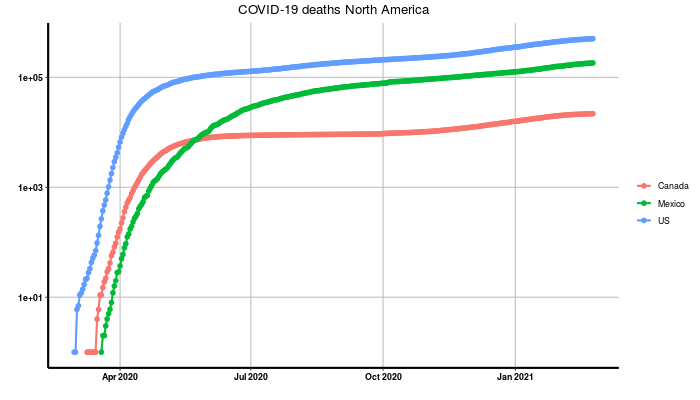 COVID-19 deaths North America
1e+05
1e+03
1e+01
Apr 2020 Jul 2020 Oct 2020 Jan 2021
Canada
Mexico
US